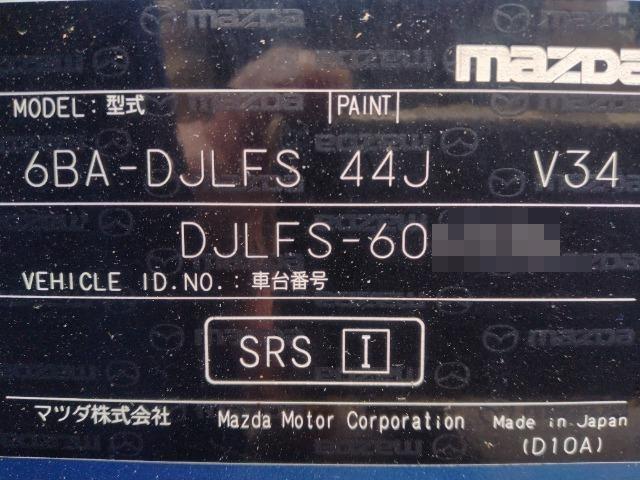 mazda
MODEL : 型式 PAINT
6BA-DJLFS 44J V34
DJLFS-60
VEHICLE ID.NO. : 車台番号
SRS I
マツダ株式会社 Mazda Motor Corporation Made in Japan
(D10A)